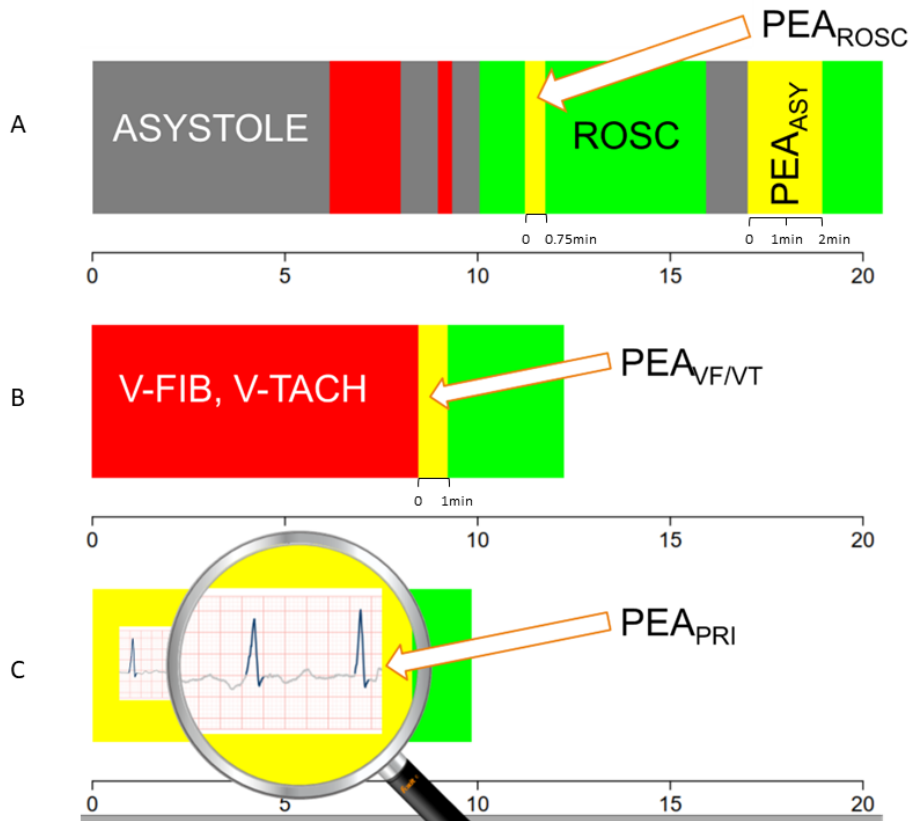 PEAROSC
A
ASYSTOLE
ROSC
PEAASY
0 0.75min
0 1min 2min
0 5 10 15 20
B
V-FIB, V-TACH
PEAVF/VT
0 1min
0 5 10 15 20
C
PEAPRI
0 5 10 15 20